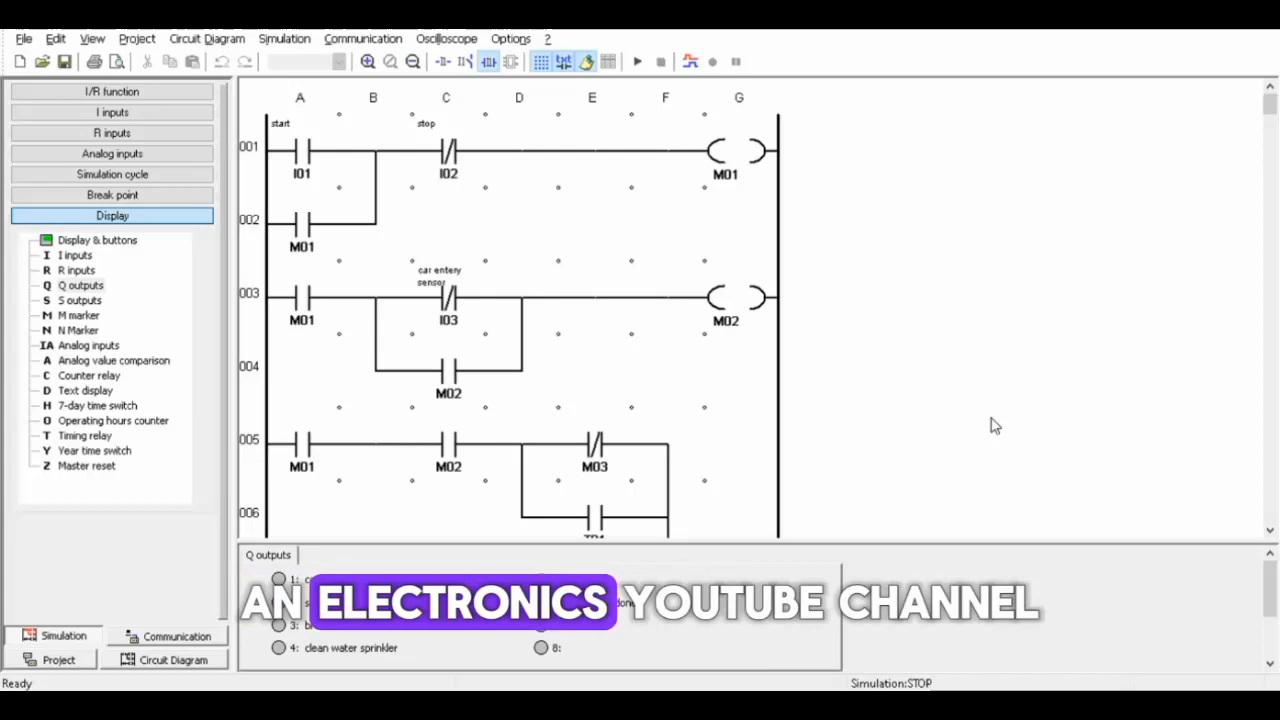 File Edit View Project Circuit Diagram Simulation Communication Oscilloscope Options ?
I/R function
I inputs
R inputs
Analog inputs
Simulation cycle
Break point
Display
Display & buttons
I I inputs
R R inputs
Q Q outputs
S S outputs
M M marker
N N Marker
IA Analog inputs
A Analog value comparison
C Counter relay
D Text display
H 7-day time switch
O Operating hours counter
T Timing relay
Y Year time switch
Z Master reset
Simulation Communication
Project Circuit Diagram
A B C D E F G
start stop
001
I01 I02 M01
002
M01
car entery
sensor
003
M01 I03 M02
004
M02
005
M01 M02 M03
006
Q outputs
1:
AN ELECTRONICS YOUTUBE CHANNEL
3:
4: clean water sprinkler 8:
Ready Simulation:STOP